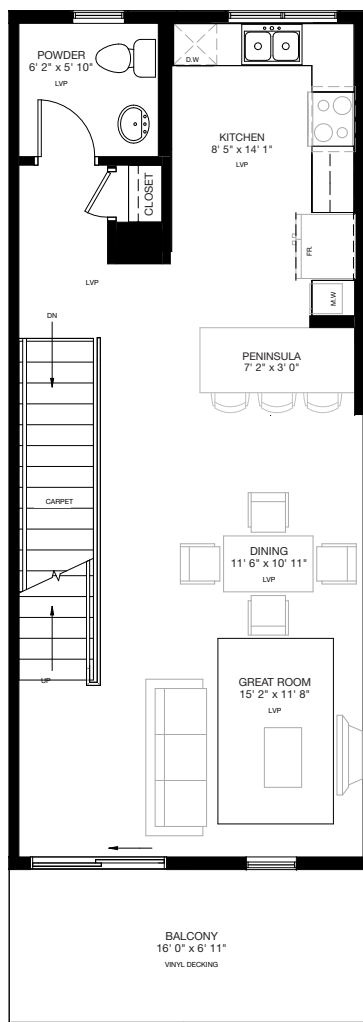 POWDER
6' 2" x 5' 10"
LVP
D.W
KITCHEN
8' 5" x 14' 1"
LVP
CLOSET
FR.
LVP
M.W
DN
PENINSULA
7' 2" x 3' 0"
CARPET
DINING
11' 6" x 10' 11"
LVP
UP
GREAT ROOM
15' 2" x 11' 8"
LVP
BALCONY
16' 0" x 6' 11"
VINYL DECKING